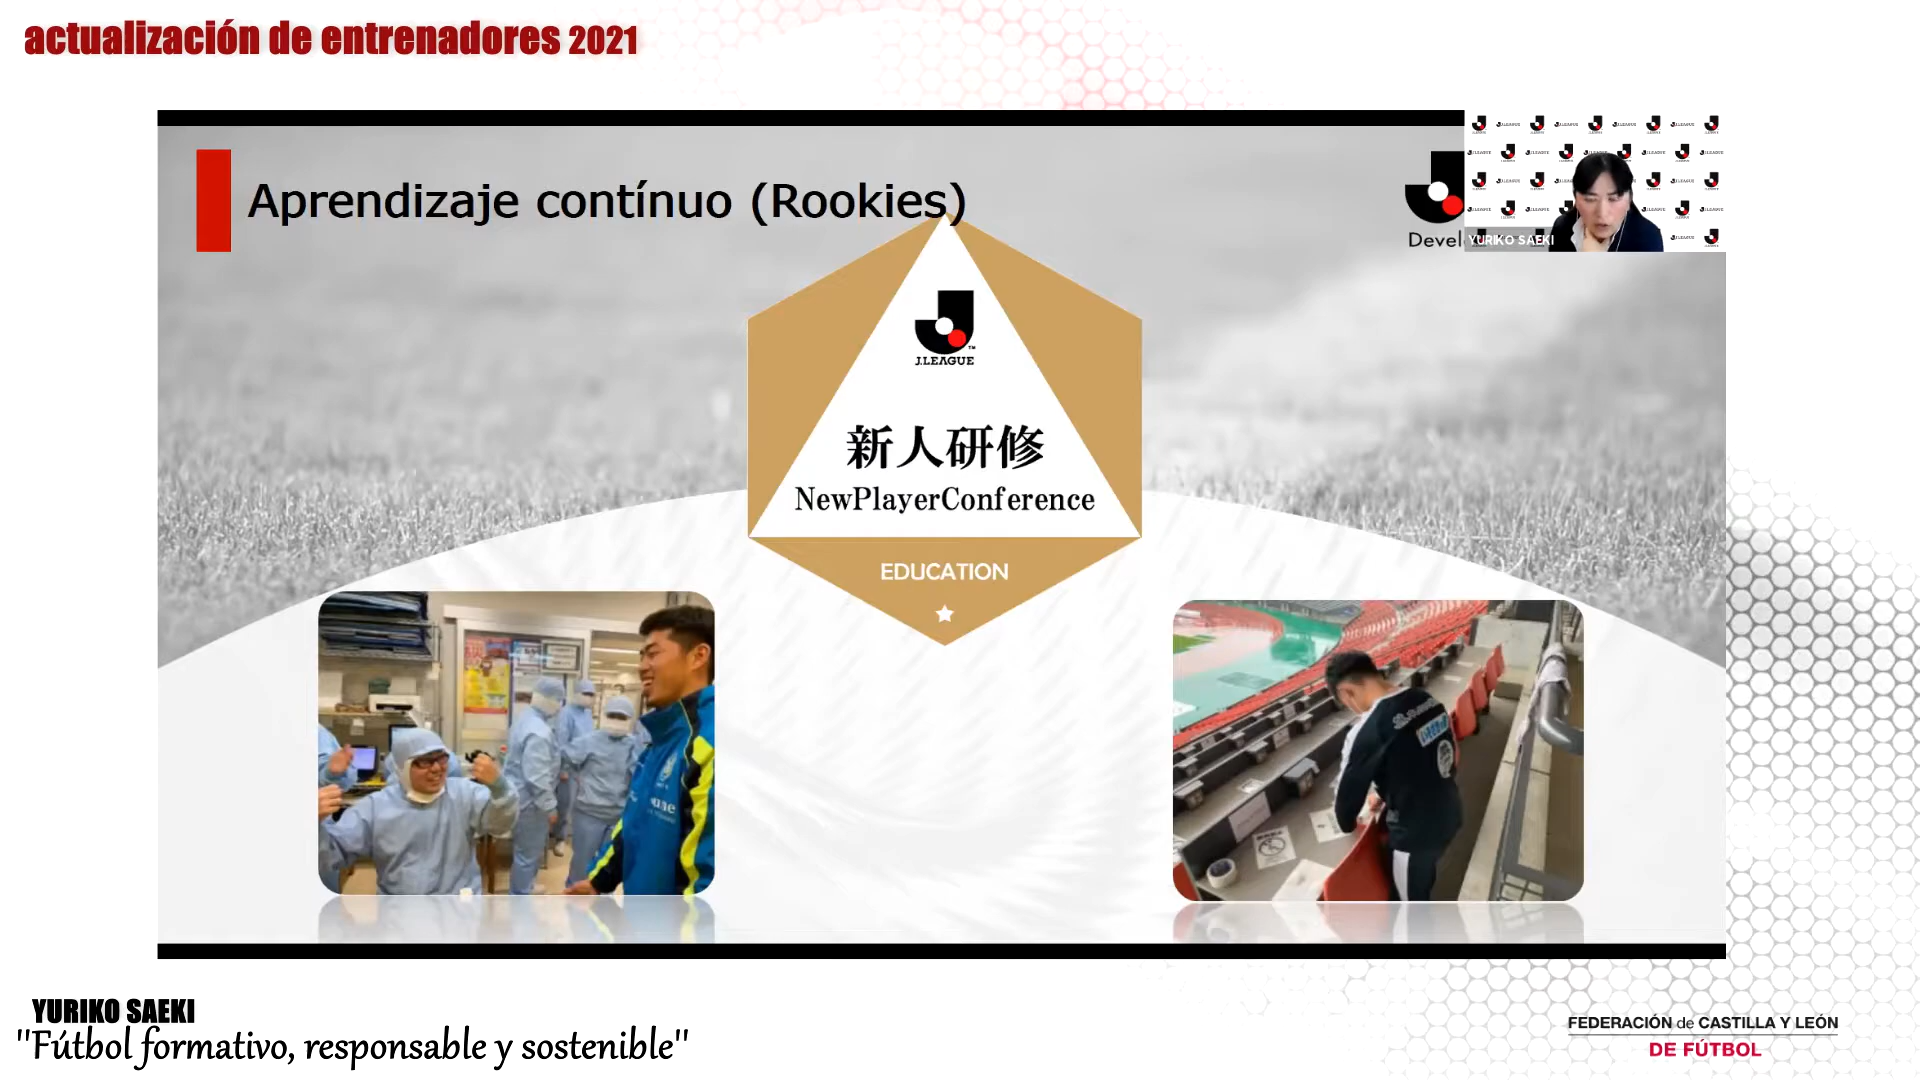 actualización de entrenadores 2021
Aprendizaje contínuo (Rookies)
Devel
YURIKO SAEKI
J.LEAGUE
新人研修
NewPlayerConference
EDUCATION
YURIKO SAEKI
"Fútbol formativo, responsable y sostenible"
FEDERACIÓN de CASTILLA Y LEÓN
DE FÚTBOL